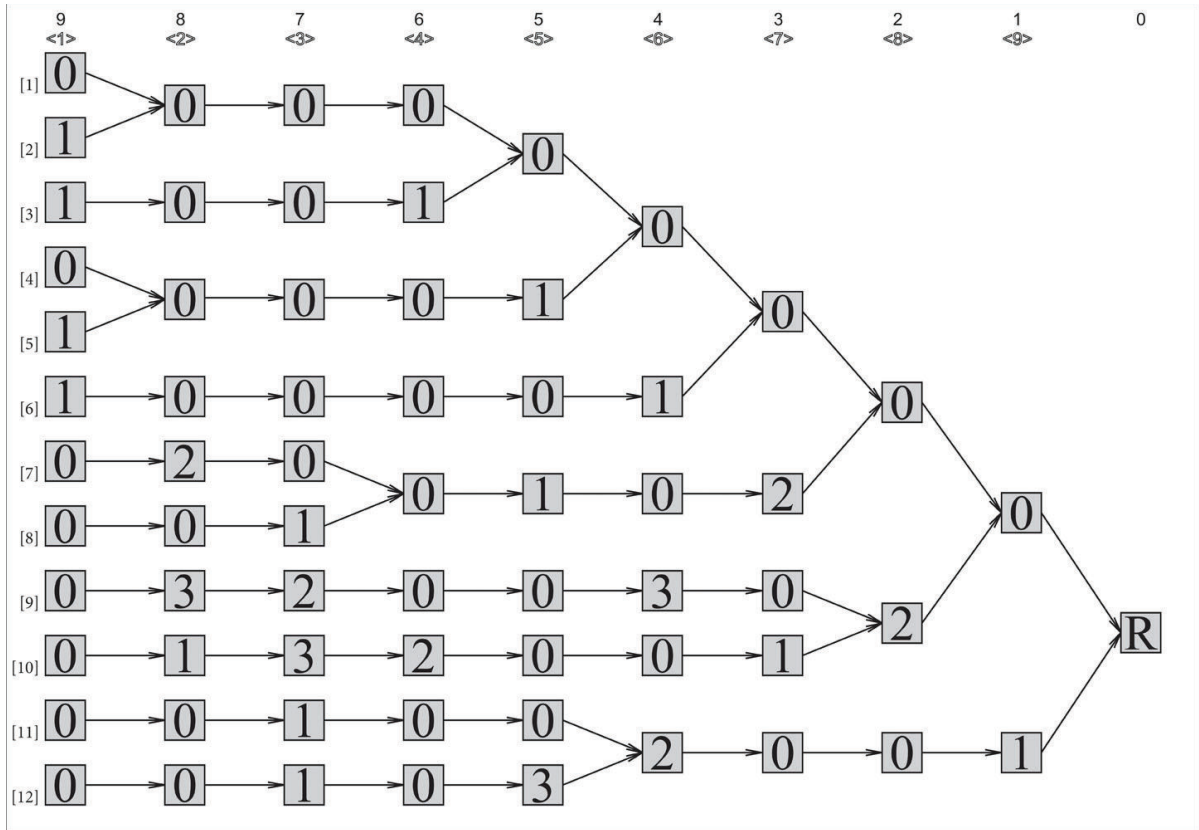 9 8 7 6 5 4 3 2 1 0
<1> <2> <3> <4> <5> <6> <7> <8> <9>
[1] 0
0 0 0
[2] 1
0
[3] 1 0 0 1
0
[4] 0
0 0 0 1
0
[5] 1
[6] 1 0 0 0 0 1
0
[7] 0 2 0
0 1 0 2
[8] 0 0 1
0
[9] 0 3 2 0 0 3 0
2
R
[10] 0 1 3 2 0 0 1
[11] 0 0 1 0 0
2 0 0 1
[12] 0 0 1 0 3